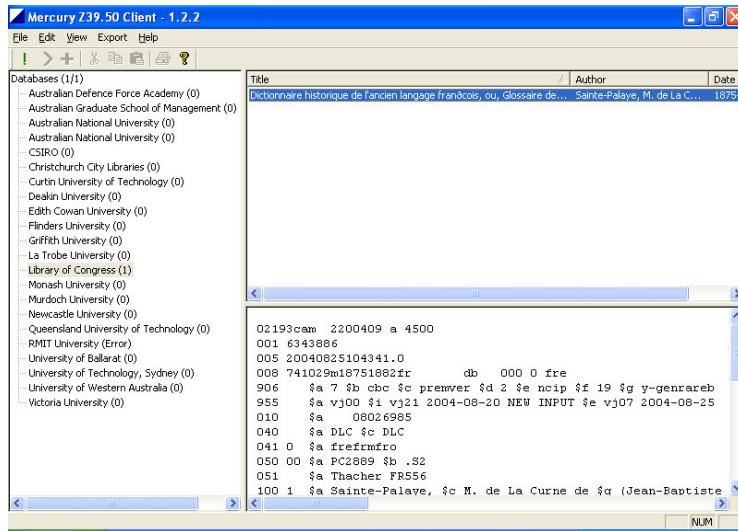 Mercury Z39.50 Client - 1.2.2
File Edit View Export Help
Databases (1/1)
Australian Defence Force Academy (0)
Australian Graduate School of Management (0)
Australian National University (0)
Australian National University (0)
CSIRO (0)
Christchurch City Libraries (0)
Curtin University of Technology (0)
Deakin University (0)
Edith Cowan University (0)
Flinders University (0)
Griffith University (0)
La Trobe University (0)
Library of Congress (1)
Monash University (0)
Murdoch University (0)
Newcastle University (0)
Queensland University of Technology (0)
RMIT University (Error)
University of Ballarat (0)
University of Technology, Sydney (0)
University of Western Australia (0)
Victoria University (0)
Title Author Date
Dictionnaire historique de l'ancien langage franðcois, ou, Glossaire de... Sainte-Palaye, M. de La C... 1875-
02193cam 2200409 a 4500
001 6343886
005 20040825104341.0
008 741029m18751882fr db 000 0 fre
906 $a 7 $b cbc $c premver $d 2 $e ncip $f 19 $g y-genrareb
955 $a vj00 $i vj21 2004-08-20 NEW INPUT $e vj07 2004-08-25
010 $a 08026985
040 $a DLC $c DLC
041 0 $a frefrmfro
050 00 $a PC2889 $b .S2
051 $a Thacher FR556
100 1 $a Sainte-Palaye, $c M. de La Curne de $q (Jean-Baptiste
NUM